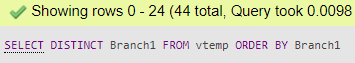 Showing rows 0 - 24 (44 total, Query took 0.0098
SELECT DISTINCT Branch1 FROM vtemp ORDER BY Branch1